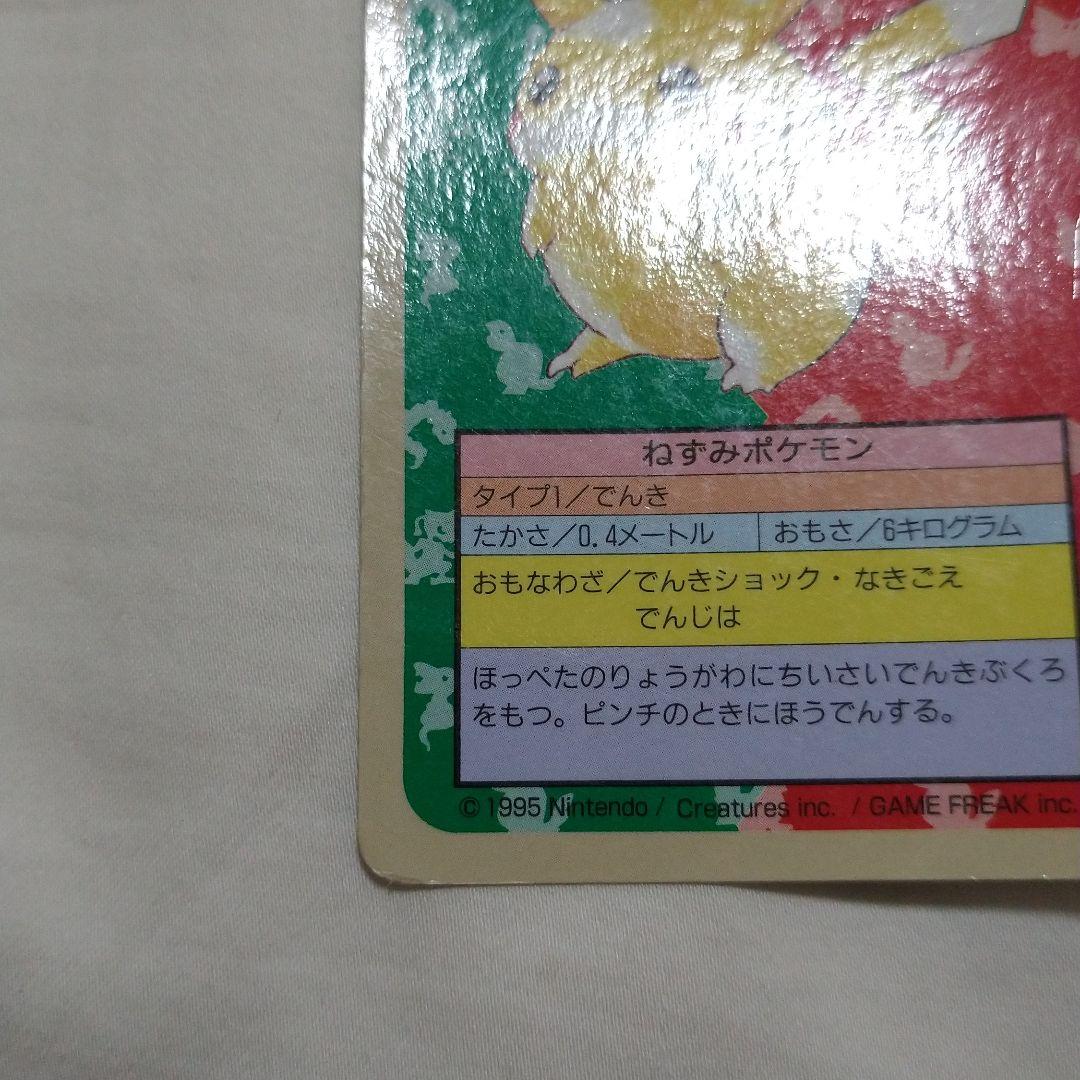 ねずみポケモン
タイプ1/でんき
たかさ/0.4メートル おもさ/6キログラム
おもなわざ/でんきショック・なきごえ
でんじは
ほっぺたのりょうがわにちいさいでんきぶくろ
をもつ。ピンチのときにほうでんする。
© 1995 Nintendo / Creatures inc. / GAME FREAK inc.